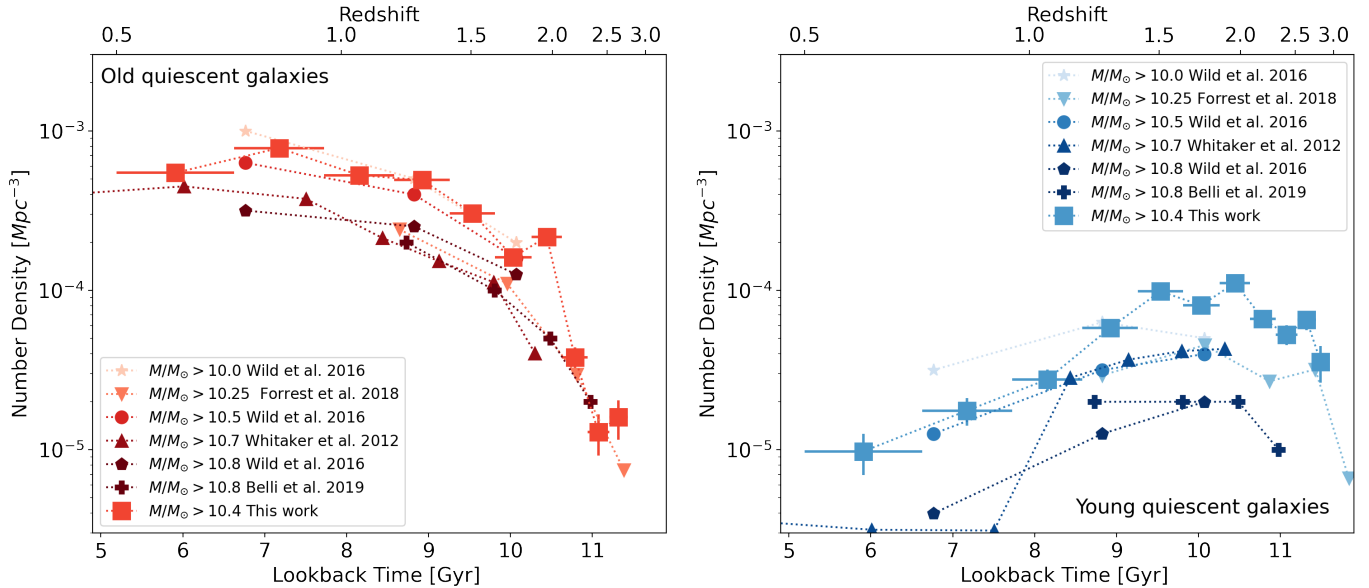 Redshift
0.5 1.0 1.5 2.0 2.5 3.0
Old quiescent galaxies
Number Density [Mpc⁻³]
10⁻³
10⁻⁴
10⁻⁵
M/M⊙ > 10.0 Wild et al. 2016
M/M⊙ > 10.25 Forrest et al. 2018
M/M⊙ > 10.5 Wild et al. 2016
M/M⊙ > 10.7 Whitaker et al. 2012
M/M⊙ > 10.8 Wild et al. 2016
M/M⊙ > 10.8 Belli et al. 2019
M/M⊙ > 10.4 This work
5 6 7 8 9 10 11
Lookback Time [Gyr]
Redshift
0.5 1.0 1.5 2.0 2.5 3.0
M/M⊙ > 10.0 Wild et al. 2016
M/M⊙ > 10.25 Forrest et al. 2018
M/M⊙ > 10.5 Wild et al. 2016
M/M⊙ > 10.7 Whitaker et al. 2012
M/M⊙ > 10.8 Wild et al. 2016
M/M⊙ > 10.8 Belli et al. 2019
M/M⊙ > 10.4 This work
Number Density [Mpc⁻³]
10⁻³
10⁻⁴
10⁻⁵
Young quiescent galaxies
5 6 7 8 9 10 11
Lookback Time [Gyr]